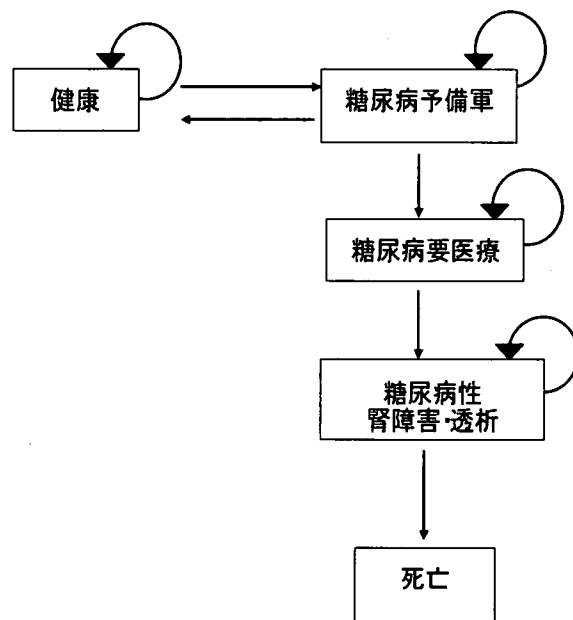 健康
糖尿病予備軍
糖尿病要医療
糖尿病性
腎障害・透析
死亡